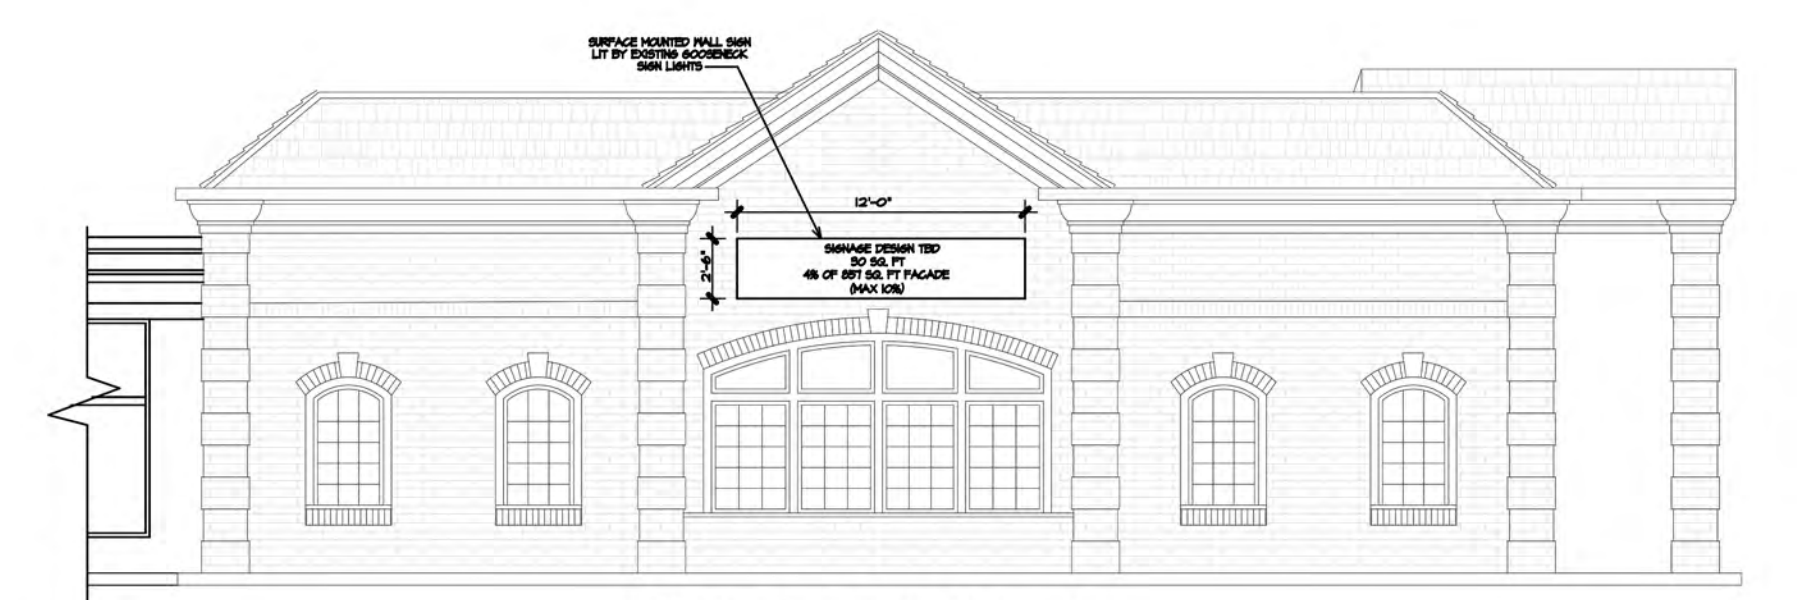 SURFACE MOUNTED WALL SIGN
LIT BY EXISTING GOOSENECK
SIGN LIGHTS
12'-0"
2'-6"
SIGNAGE DESIGN TBD
30 SQ. FT
4% OF 857 SQ. FT FACADE
(MAX 10%)